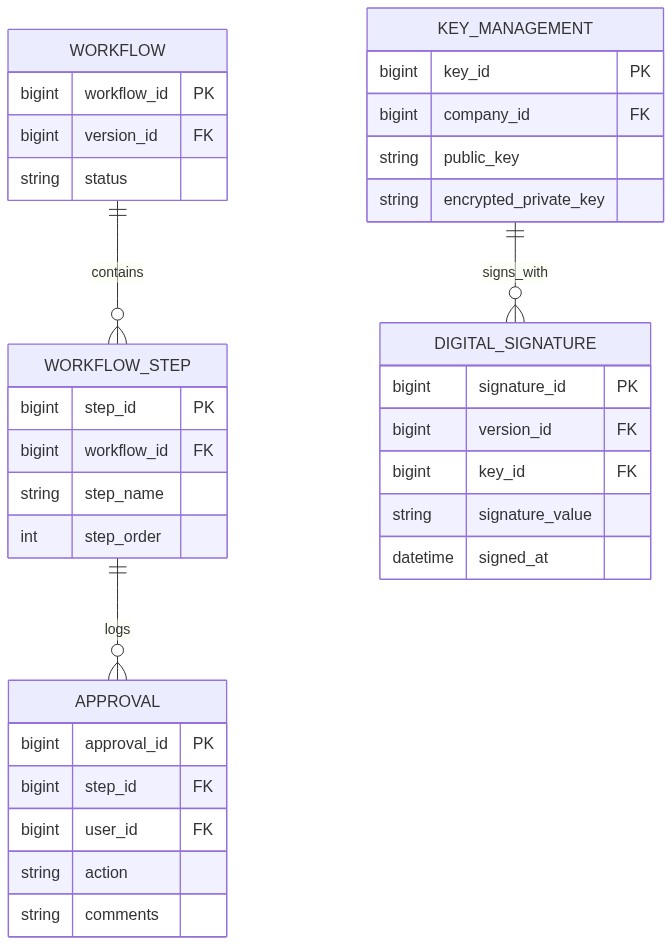 WORKFLOW
bigint workflow_id PK
bigint version_id FK
string status
contains
WORKFLOW_STEP
bigint step_id PK
bigint workflow_id FK
string step_name
int step_order
logs
APPROVAL
bigint approval_id PK
bigint step_id FK
bigint user_id FK
string action
string comments
KEY_MANAGEMENT
bigint key_id PK
bigint company_id FK
string public_key
string encrypted_private_key
signs_with
DIGITAL_SIGNATURE
bigint signature_id PK
bigint version_id FK
bigint key_id FK
string signature_value
datetime signed_at